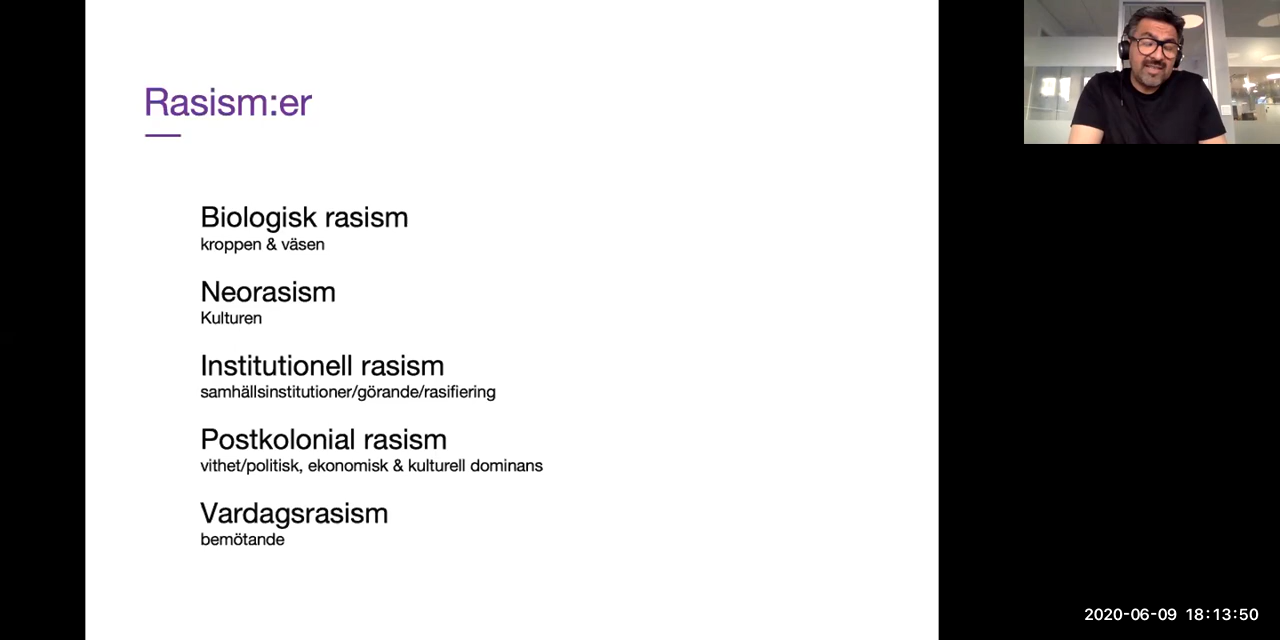 Rasism:er
Biologisk rasism
kroppen & väsen
Neorasism
Kulturen
Institutionell rasism
samhällsinstitutioner/görande/rasifiering
Postkolonial rasism
vithet/politisk, ekonomisk & kulturell dominans
Vardagsrasism
bemötande
2020-06-09 18:13:50